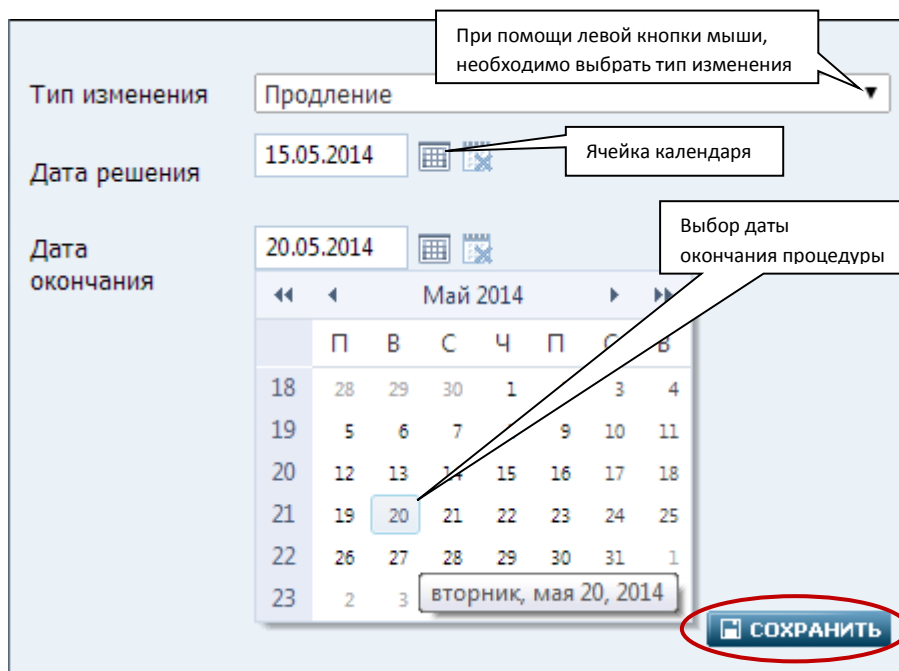 При помощи левой кнопки мыши,
необходимо выбрать тип изменения
Тип изменения
Продление
Дата решения
15.05.2014
Ячейка календаря
Выбор даты
окончания процедуры
Дата
окончания
20.05.2014
Май 2014
П В С Ч П С В
18 28 29 30 1 3 4
19 5 6 7 9 10 11
20 12 13 14 15 16 17 18
21 19 20 21 22 23 24 25
22 26 27 28 29 30 31 1
23 2 3
вторник, мая 20, 2014
СОХРАНИТЬ